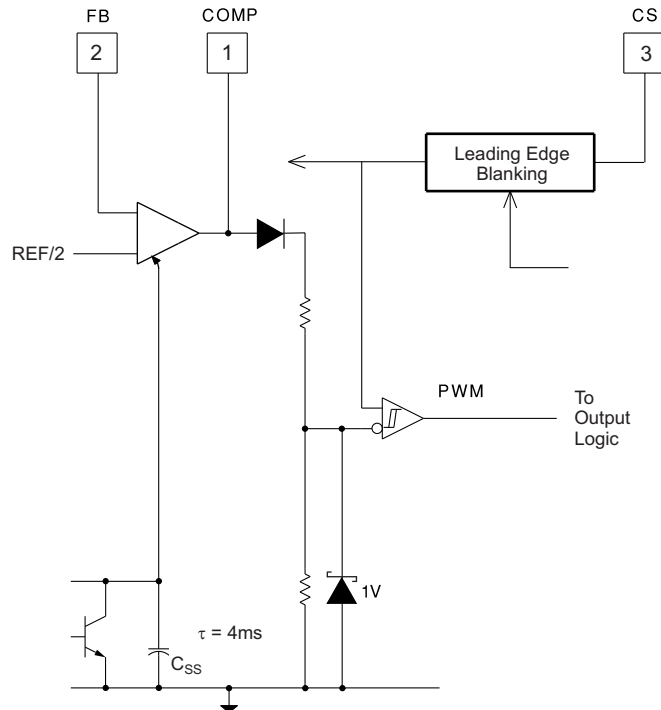 FB
COMP
CS
2
1
3
Leading Edge
Blanking
REF/2
PWM
To
Output
Logic
1V
τ = 4ms
CSS